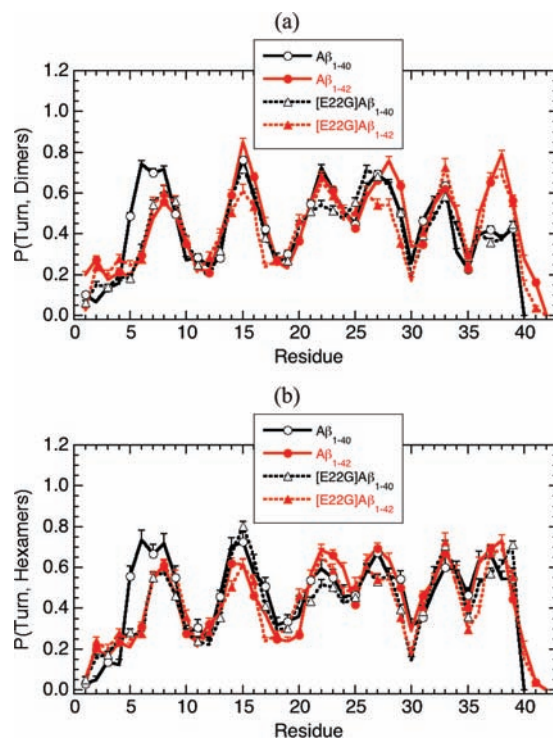 (a)
Aβ1-40
Aβ1-42
[E22G]Aβ1-40
[E22G]Aβ1-42
P(Turn, Dimers)
1.2
1.0
0.8
0.6
0.4
0.2
0.0
0 5 10 15 20 25 30 35 40
Residue
(b)
Aβ1-40
Aβ1-42
[E22G]Aβ1-40
[E22G]Aβ1-42
P(Turn, Hexamers)
1.2
1.0
0.8
0.6
0.4
0.2
0.0
0 5 10 15 20 25 30 35 40
Residue